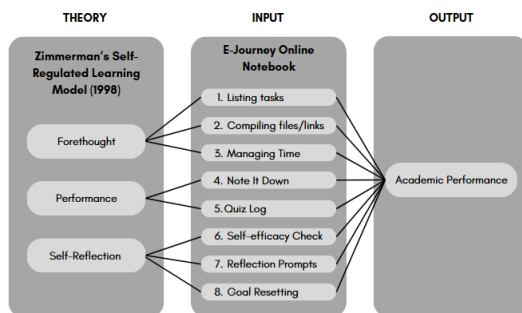 THEORY
INPUT
OUTPUT
Zimmerman's Self-
Regulated Learning
Model (1998)
Forethought
Performance
Self-Reflection
E-Journey Online
Notebook
1. Listing tasks
2. Compiling files/links
3. Managing Time
4. Note It Down
5.Quiz Log
6. Self-efficacy Check
7. Reflection Prompts
8. Goal Resetting
Academic Performance